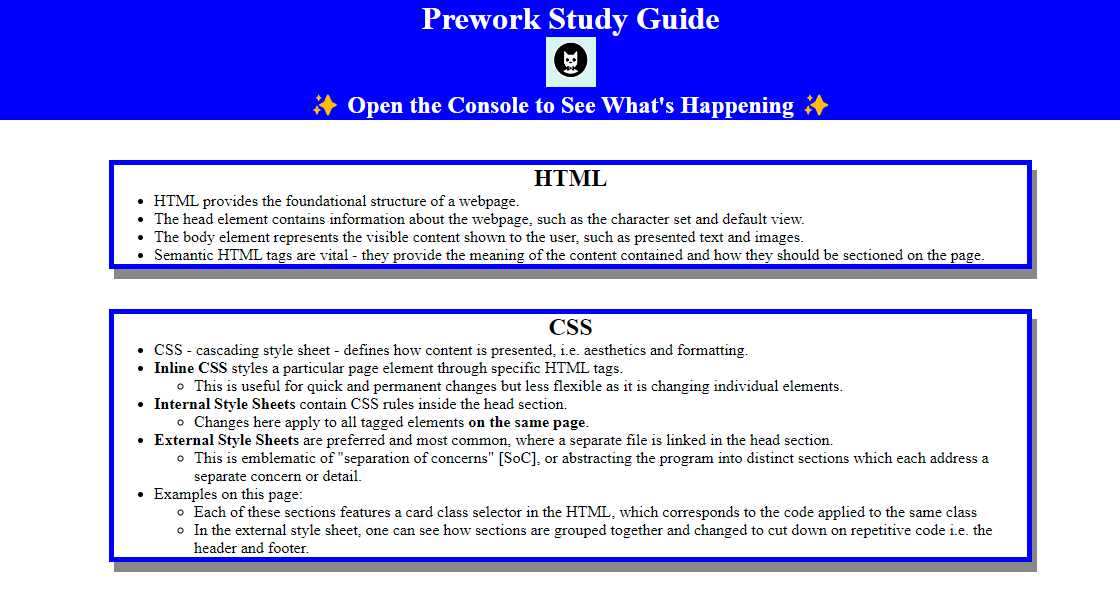 Prework Study Guide
✨ Open the Console to See What's Happening ✨
HTML
• HTML provides the foundational structure of a webpage.
• The head element contains information about the webpage, such as the character set and default view.
• The body element represents the visible content shown to the user, such as presented text and images.
• Semantic HTML tags are vital - they provide the meaning of the content contained and how they should be sectioned on the page.
CSS
• CSS - cascading style sheet - defines how content is presented, i.e. aesthetics and formatting.
• Inline CSS styles a particular page element through specific HTML tags.
◦ This is useful for quick and permanent changes but less flexible as it is changing individual elements.
• Internal Style Sheets contain CSS rules inside the head section.
◦ Changes here apply to all tagged elements on the same page.
• External Style Sheets are preferred and most common, where a separate file is linked in the head section.
◦ This is emblematic of "separation of concerns" [SoC], or abstracting the program into distinct sections which each address a
separate concern or detail.
• Examples on this page:
◦ Each of these sections features a card class selector in the HTML, which corresponds to the code applied to the same class
◦ In the external style sheet, one can see how sections are grouped together and changed to cut down on repetitive code i.e. the
header and footer.